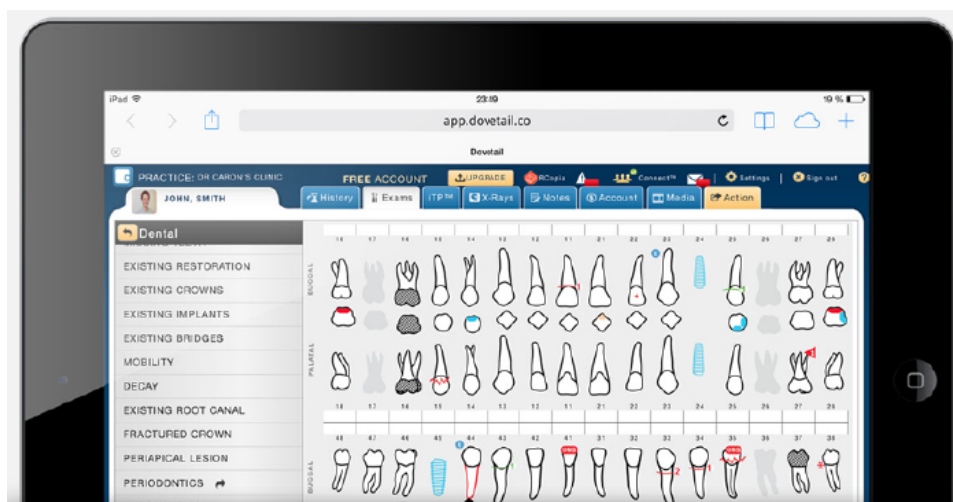 iPad 23:19 19 %
app.dovetail.co
Dovetail
PRACTICE: DR CARON'S CLINIC FREE ACCOUNT UPGRADE RCopia Connect™ Settings | Sign out ?
JOHN, SMITH History Exams iTP™ X-Rays Notes Account Media Action
Dental
EXISTING RESTORATION
EXISTING CROWNS
EXISTING IMPLANTS
EXISTING BRIDGES
MOBILITY
DECAY
EXISTING ROOT CANAL
FRACTURED CROWN
PERIAPICAL LESION
PERIODONTICS
BUCCAL
PALATAL
18 17 16 15 14 13 12 11 21 22 23 24 25 26 27 28
48 47 46 45 44 43 42 41 31 32 33 34 35 36 37 38
BUCCAL